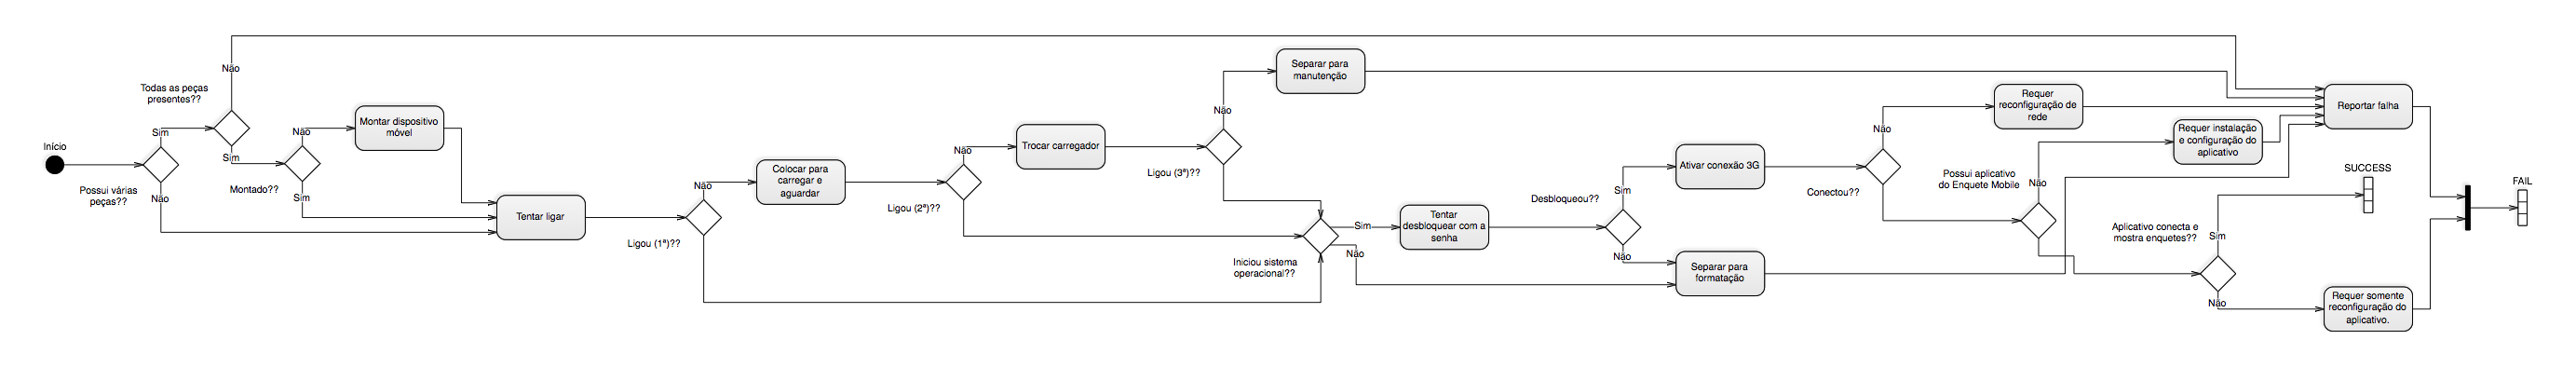 Início
Possui várias
peças??
Sim
Não
Todas as peças
presentes??
Não
Sim
Montado??
Não
Sim
Montar dispositivo
móvel
Tentar ligar
Ligou (1ª)??
Não
Colocar para
carregar e
aguardar
Ligou (2ª)??
Não
Trocar carregador
Ligou (3ª)??
Não
Separar para
manutenção
Iniciou sistema
operacional??
Sim
Não
Tentar
desbloquear com a
senha
Desbloqueou??
Sim
Não
Ativar conexão 3G
Separar para
formatação
Conectou??
Não
Requer
reconfiguração de
rede
Possui aplicativo
do Enquete Mobile
Não
Requer instalação
e configuração do
aplicativo
Aplicativo conecta e
mostra enquetes??
Sim
Não
Reportar falha
SUCCESS
Requer somente
reconfiguração do
aplicativo.
FAIL